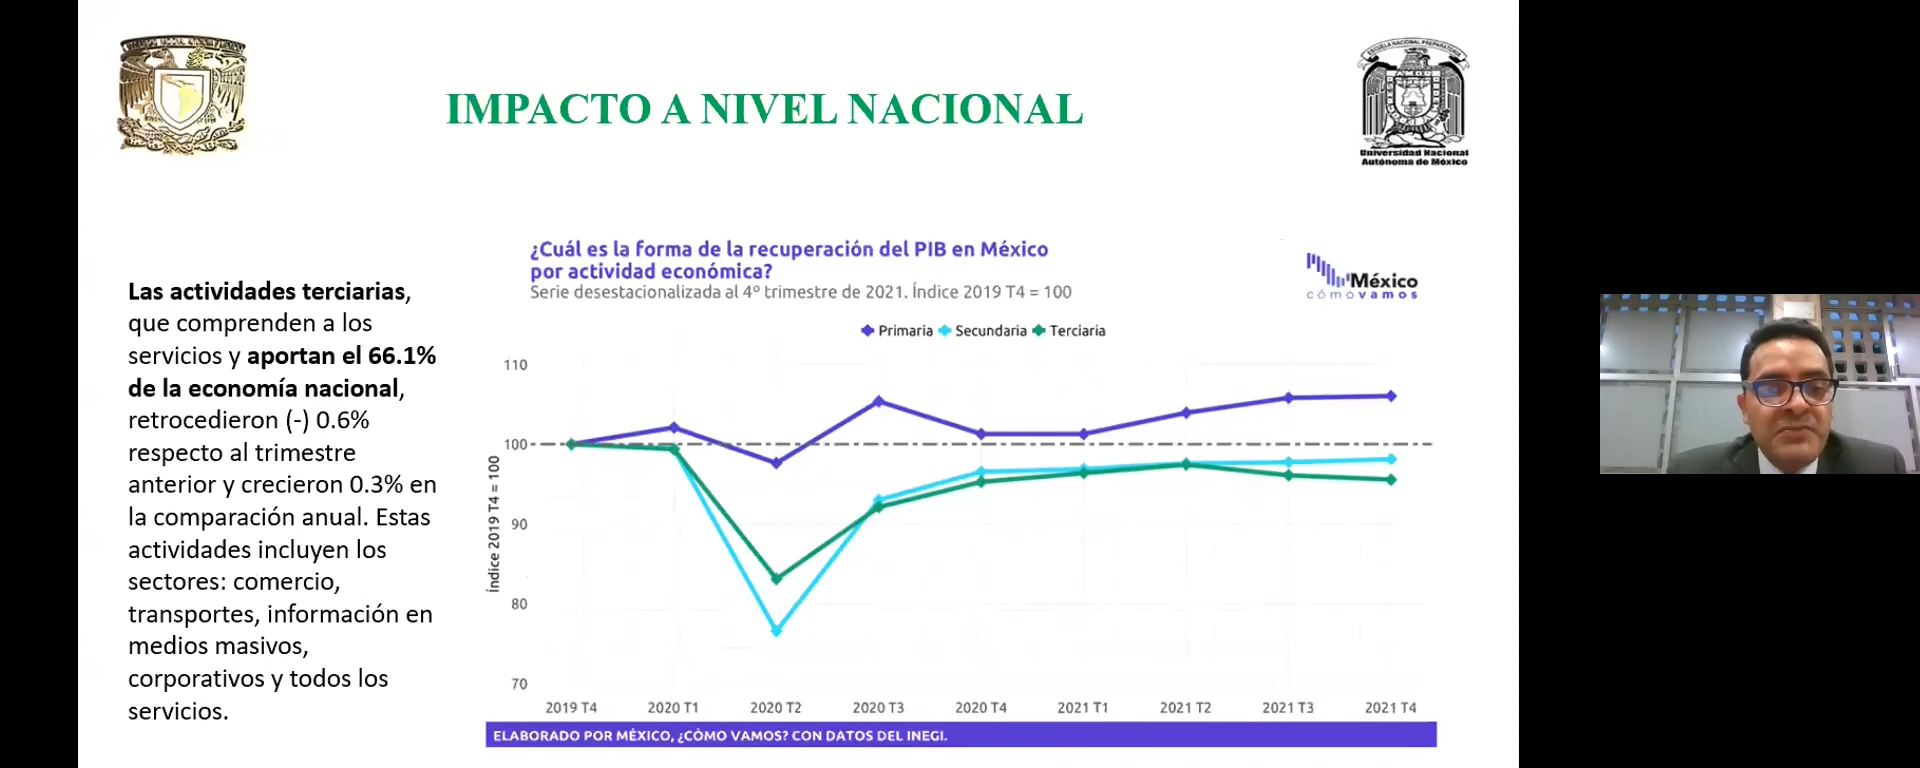 IMPACTO A NIVEL NACIONAL
ESCUELA NACIONAL PREPARATORIA
Universidad Nacional
Autónoma de México
Las actividades terciarias,
que comprenden a los
servicios y aportan el 66.1%
de la economía nacional,
retrocedieron (-) 0.6%
respecto al trimestre
anterior y crecieron 0.3% en
la comparación anual. Estas
actividades incluyen los
sectores: comercio,
transportes, información en
medios masivos,
corporativos y todos los
servicios.
¿Cuál es la forma de la recuperación del PIB en México
por actividad económica?
Serie desestacionalizada al 4º trimestre de 2021. Índice 2019 T4 = 100
México
cómovamos
Primaria Secundaria Terciaria
110
100
90
80
70
Índice 2019 T4 = 100
2019 T4 2020 T1 2020 T2 2020 T3 2020 T4 2021 T1 2021 T2 2021 T3 2021 T4
ELABORADO POR MÉXICO, ¿CÓMO VAMOS? CON DATOS DEL INEGI.